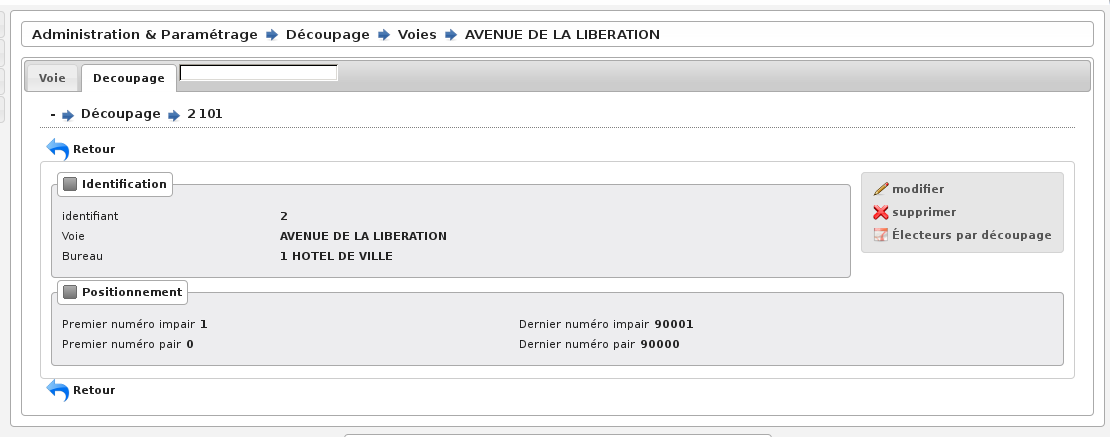 Administration & Paramétrage Découpage Voies AVENUE DE LA LIBERATION
Voie Decoupage
- Découpage 2 101
Retour
Identification
identifiant 2
Voie AVENUE DE LA LIBERATION
Bureau 1 HOTEL DE VILLE
modifier
supprimer
Électeurs par découpage
Positionnement
Premier numéro impair 1 Dernier numéro impair 90001
Premier numéro pair 0 Dernier numéro pair 90000
Retour